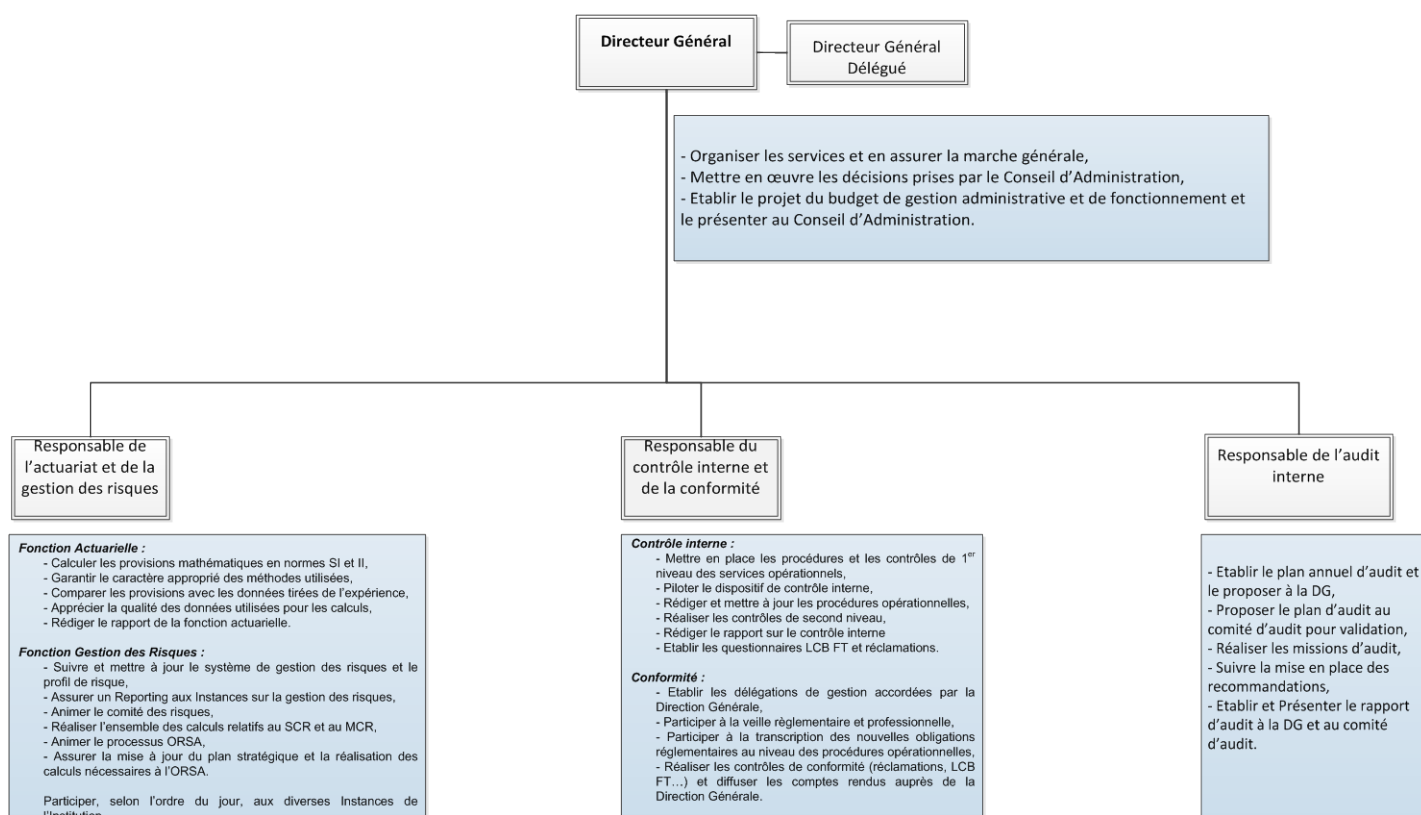 Directeur Général
Directeur Général
Délégué
- Organiser les services et en assurer la marche générale,
- Mettre en œuvre les décisions prises par le Conseil d’Administration,
- Etablir le projet du budget de gestion administrative et de fonctionnement et
le présenter au Conseil d’Administration.
Responsable de
l’actuariat et de la
gestion des risques
Responsable du
contrôle interne et
de la conformité
Responsable de l’audit
interne
Fonction Actuarielle :
- Calculer les provisions mathématiques en normes SI et II,
- Garantir le caractère approprié des méthodes utilisées,
- Comparer les provisions avec les données tirées de l’expérience,
- Apprécier la qualité des données utilisées pour les calculs,
- Rédiger le rapport de la fonction actuarielle.
Fonction Gestion des Risques :
- Suivre et mettre à jour le système de gestion des risques et le
profil de risque,
- Assurer un Reporting aux Instances sur la gestion des risques,
- Animer le comité des risques,
- Réaliser l’ensemble des calculs relatifs au SCR et au MCR,
- Animer le processus ORSA,
- Assurer la mise à jour du plan stratégique et la réalisation des
calculs nécessaires à l’ORSA.
Participer, selon l’ordre du jour, aux diverses Instances de
l’Institution
Contrôle interne :
- Mettre en place les procédures et les contrôles de 1er
niveau des services opérationnels,
- Piloter le dispositif de contrôle interne,
- Rédiger et mettre à jour les procédures opérationnelles,
- Réaliser les contrôles de second niveau,
- Rédiger le rapport sur le contrôle interne
- Etablir les questionnaires LCB FT et réclamations.
Conformité :
- Etablir les délégations de gestion accordées par la
Direction Générale,
- Participer à la veille règlementaire et professionnelle,
- Participer à la transcription des nouvelles obligations
réglementaires au niveau des procédures opérationnelles,
- Réaliser les contrôles de conformité (réclamations, LCB
FT…) et diffuser les comptes rendus auprès de la
Direction Générale.
- Etablir le plan annuel d’audit et
le proposer à la DG,
- Proposer le plan d’audit au
comité d’audit pour validation,
- Réaliser les missions d’audit,
- Suivre la mise en place des
recommandations,
- Etablir et Présenter le rapport
d’audit à la DG et au comité
d’audit.